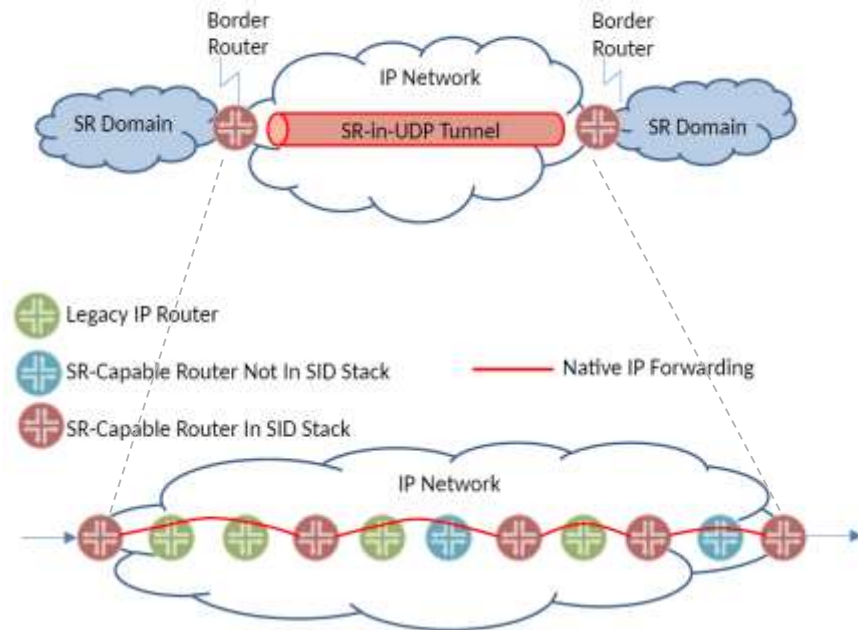 Border
Router
Border
Router
IP Network
SR Domain
SR-in-UDP Tunnel
SR Domain
Legacy IP Router
SR-Capable Router Not In SID Stack
Native IP Forwarding
SR-Capable Router In SID Stack
IP Network